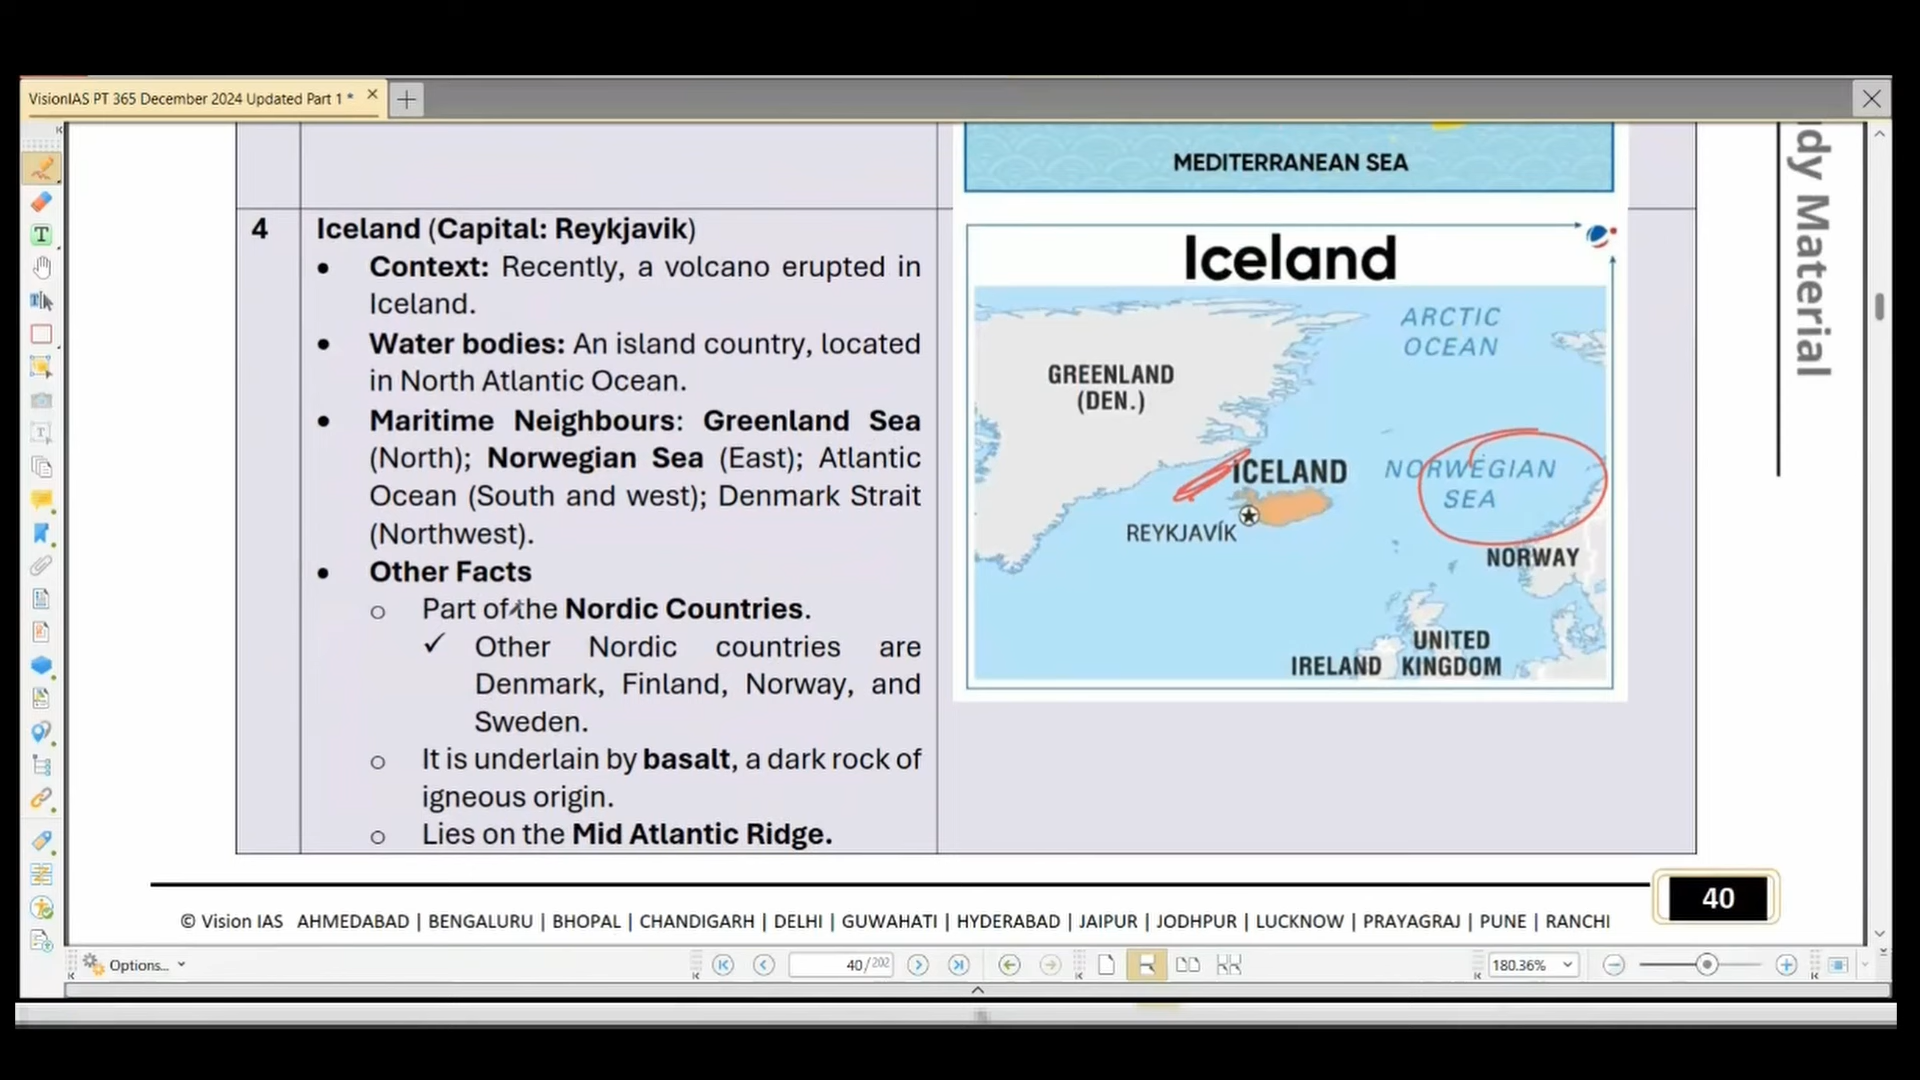 VisionIAS PT 365 December 2024 Updated Part 1 *
MEDITERRANEAN SEA
dy Material
4
Iceland (Capital: Reykjavik)
• Context: Recently, a volcano erupted in
Iceland.
• Water bodies: An island country, located
in North Atlantic Ocean.
• Maritime Neighbours: Greenland Sea
(North); Norwegian Sea (East); Atlantic
Ocean (South and west); Denmark Strait
(Northwest).
• Other Facts
o Part of the Nordic Countries.
✓ Other Nordic countries are
Denmark, Finland, Norway, and
Sweden.
o It is underlain by basalt, a dark rock of
igneous origin.
o Lies on the Mid Atlantic Ridge.
Iceland
ARCTIC
OCEAN
GREENLAND
(DEN.)
ICELAND
NORWEGIAN
SEA
REYKJAVÍK
NORWAY
UNITED
KINGDOM
IRELAND
40
© Vision IAS AHMEDABAD | BENGALURU | BHOPAL | CHANDIGARH | DELHI | GUWAHATI | HYDERABAD | JAIPUR | JODHPUR | LUCKNOW | PRAYAGRAJ | PUNE | RANCHI
Options...
40 / 202
180.36%